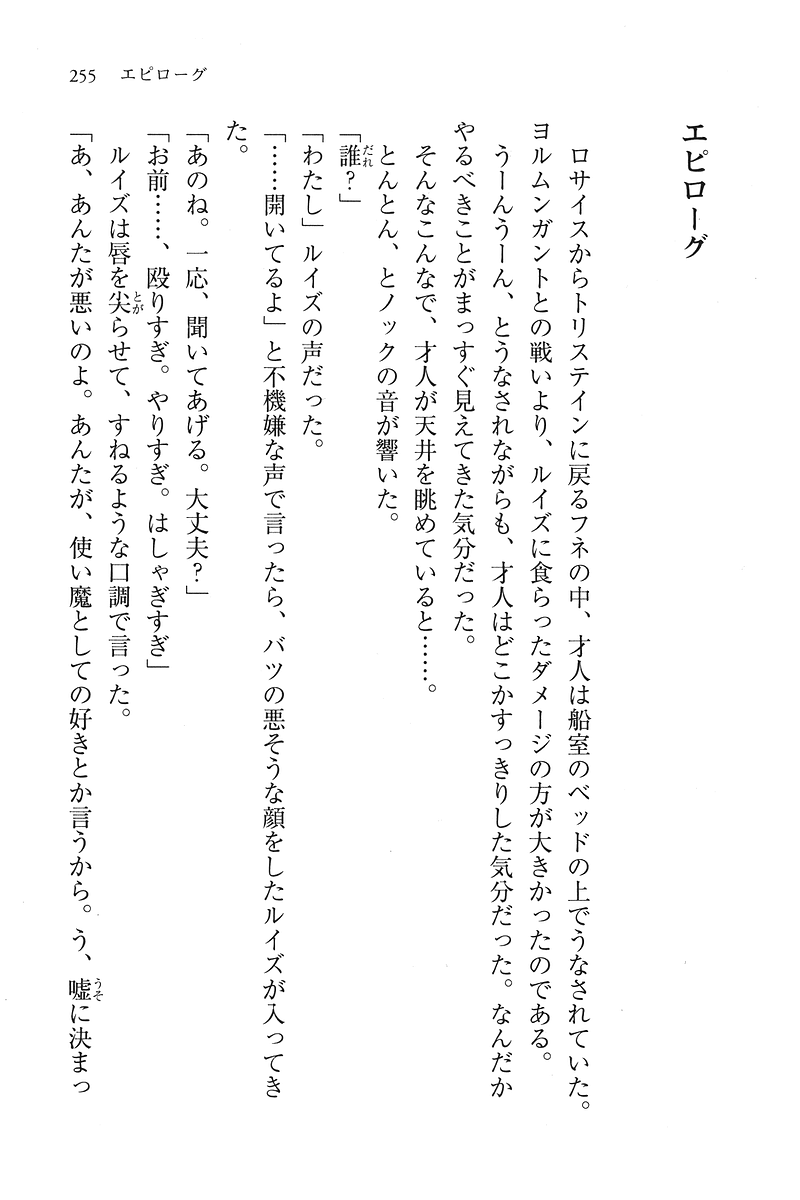 255　エピローグ
エピローグ
　ロサイスからトリステインに戻るフネの中、才人は船室のベッドの上でうなされていた。
ヨルムンガントとの戦いより、ルイズに食らったダメージの方が大きかったのである。
　うーんうーん、とうなされながらも、才人はどこかすっきりした気分だった。なんだか
やるべきことがまっすぐ見えてきた気分だった。
　そんなこんなで、才人が天井を眺めていると……。
　とんとん、とノックの音が響いた。
「誰だれ？」
「わたし」ルイズの声だった。
「……開いてるよ」と不機嫌な声で言ったら、バツの悪そうな顔をしたルイズが入ってき
た。
「あのね。一応、聞いてあげる。大丈夫？」
「お前……、殴りすぎ。やりすぎ。はしゃぎすぎ」
　ルイズは唇を尖とがらせて、すねるような口調で言った。
「あ、あんたが悪いのよ。あんたが、使い魔としての好きとか言うから。う、嘘うそに決まっ